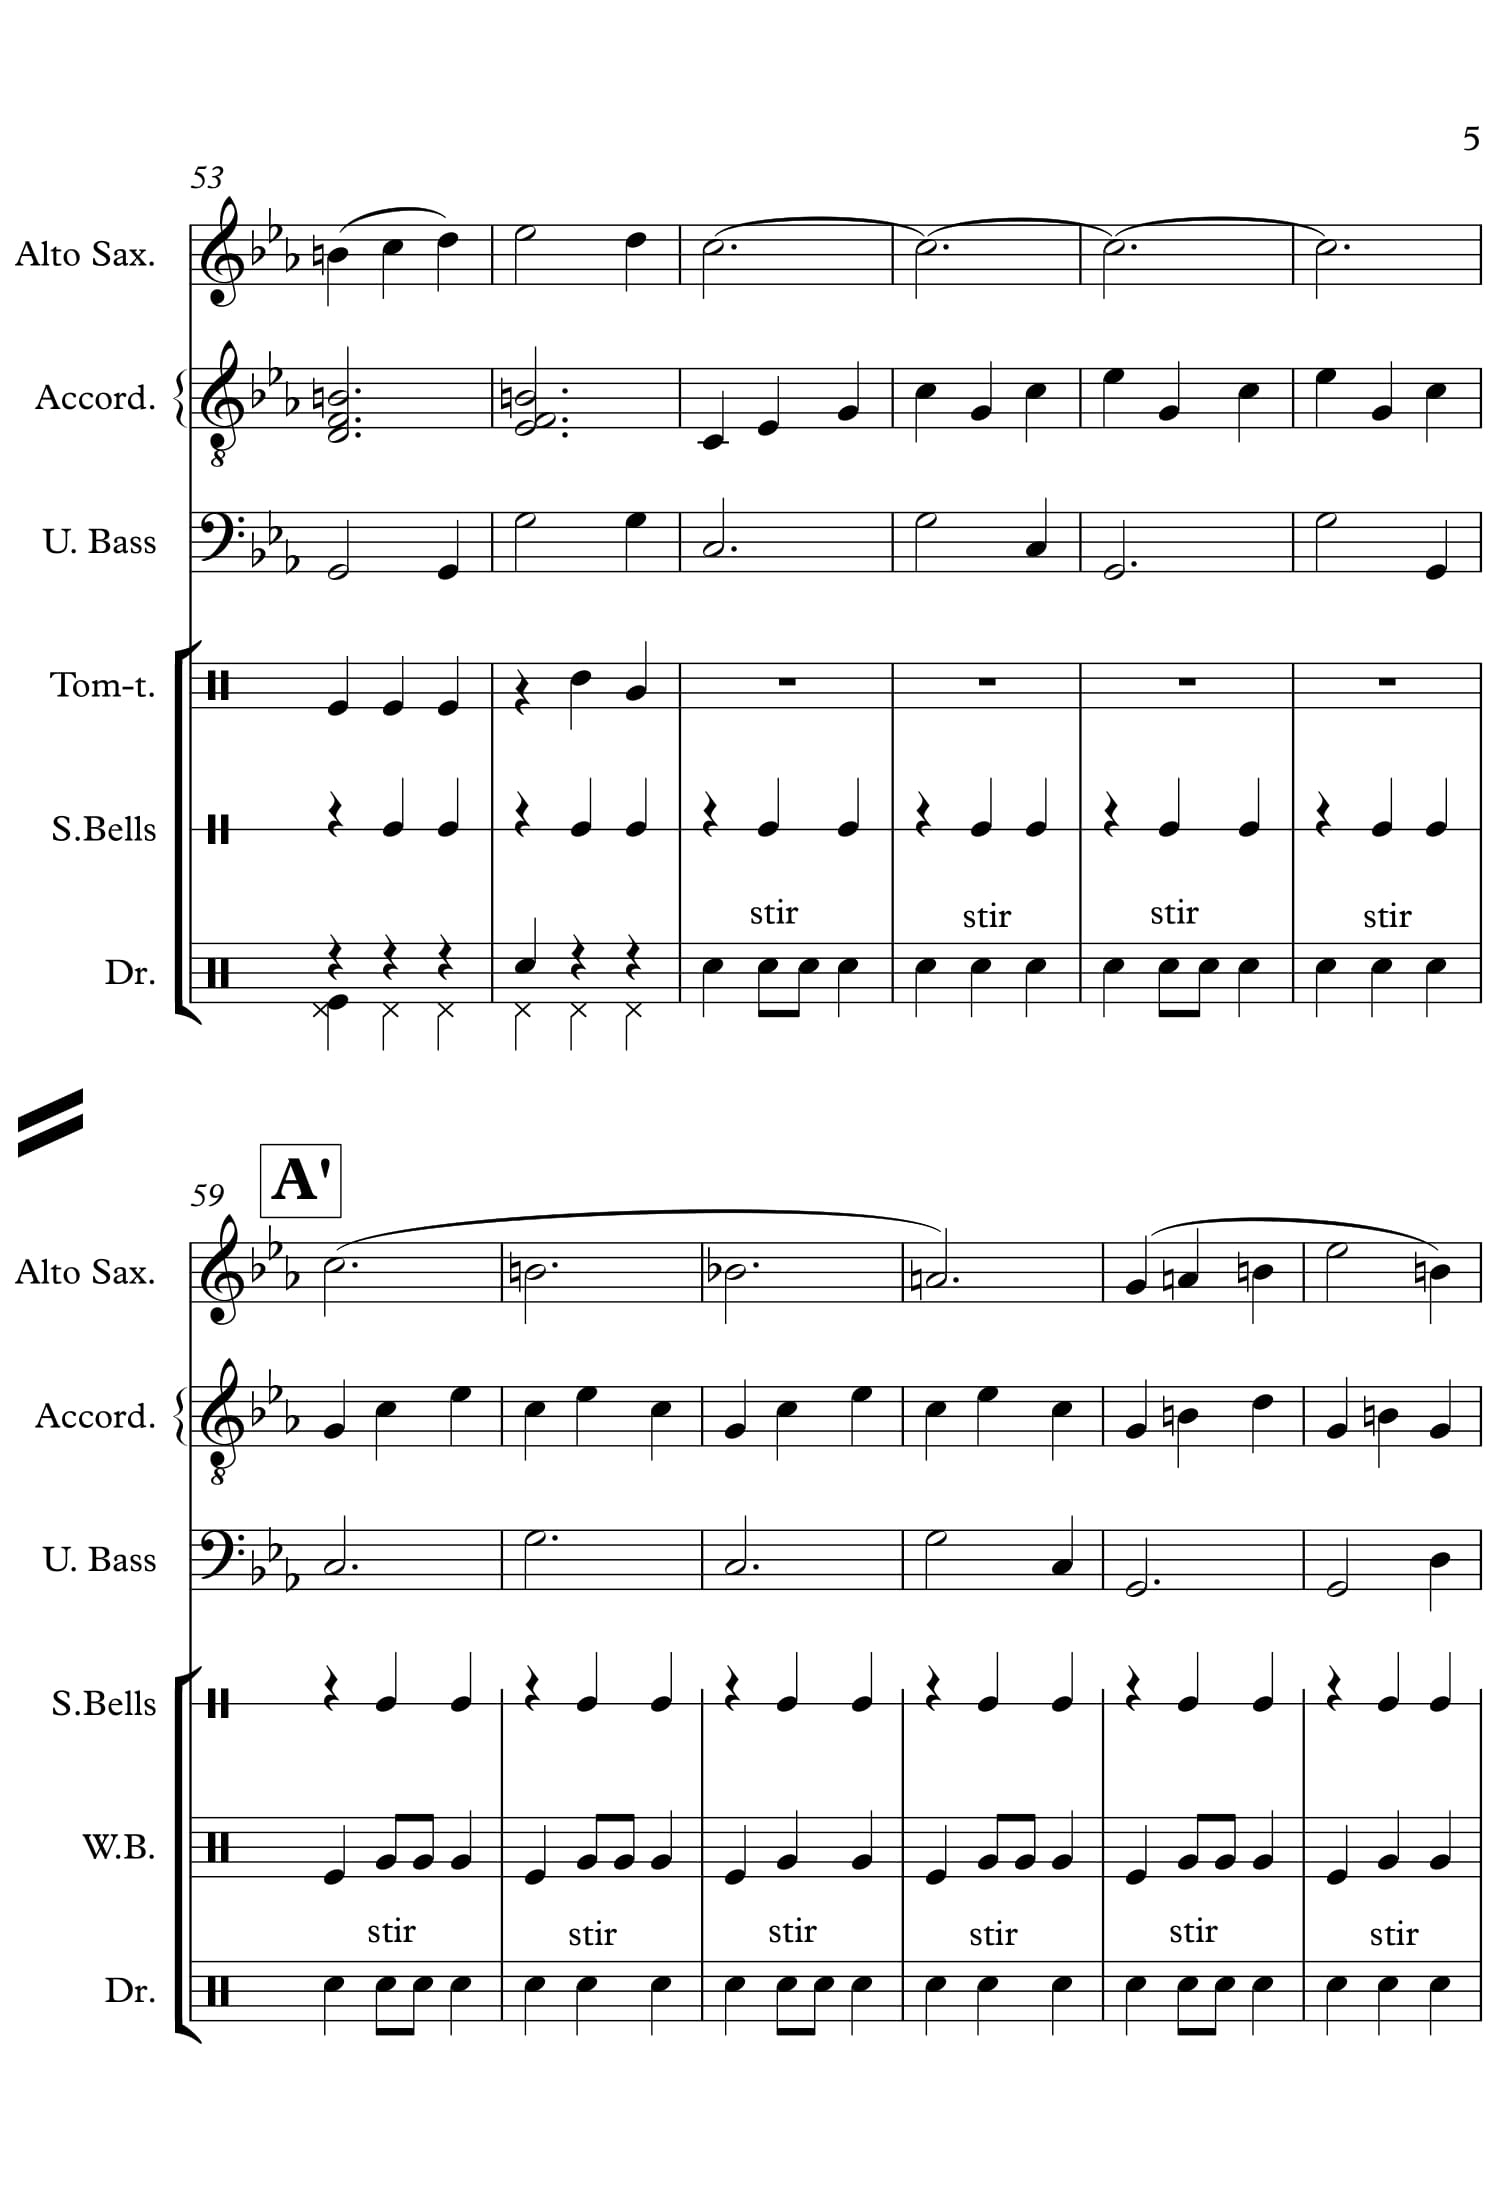 5
53
Alto Sax.
Accord.
8
U. Bass
Tom-t.
S.Bells
stir stir stir stir
Dr.
A'
59
Alto Sax.
Accord.
8
U. Bass
S.Bells
W.B.
stir stir stir stir stir stir
Dr.